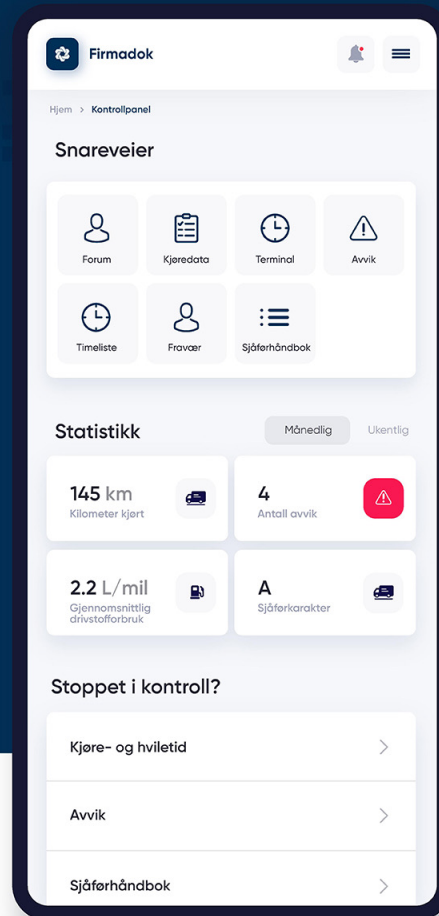 Firmadok
Hjem > Kontrollpanel
Snareveier
Forum
Kjøredata
Terminal
Avvik
Timeliste
Fravær
Sjåførhåndbok
Statistikk
Månedlig
Ukentlig
145 km
Kilometer kjørt
4
Antall avvik
2.2 L/mil
Gjennomsnittlig
drivstofforbruk
A
Sjåførkarakter
Stoppet i kontroll?
Kjøre- og hviletid
Avvik
Sjåførhåndbok